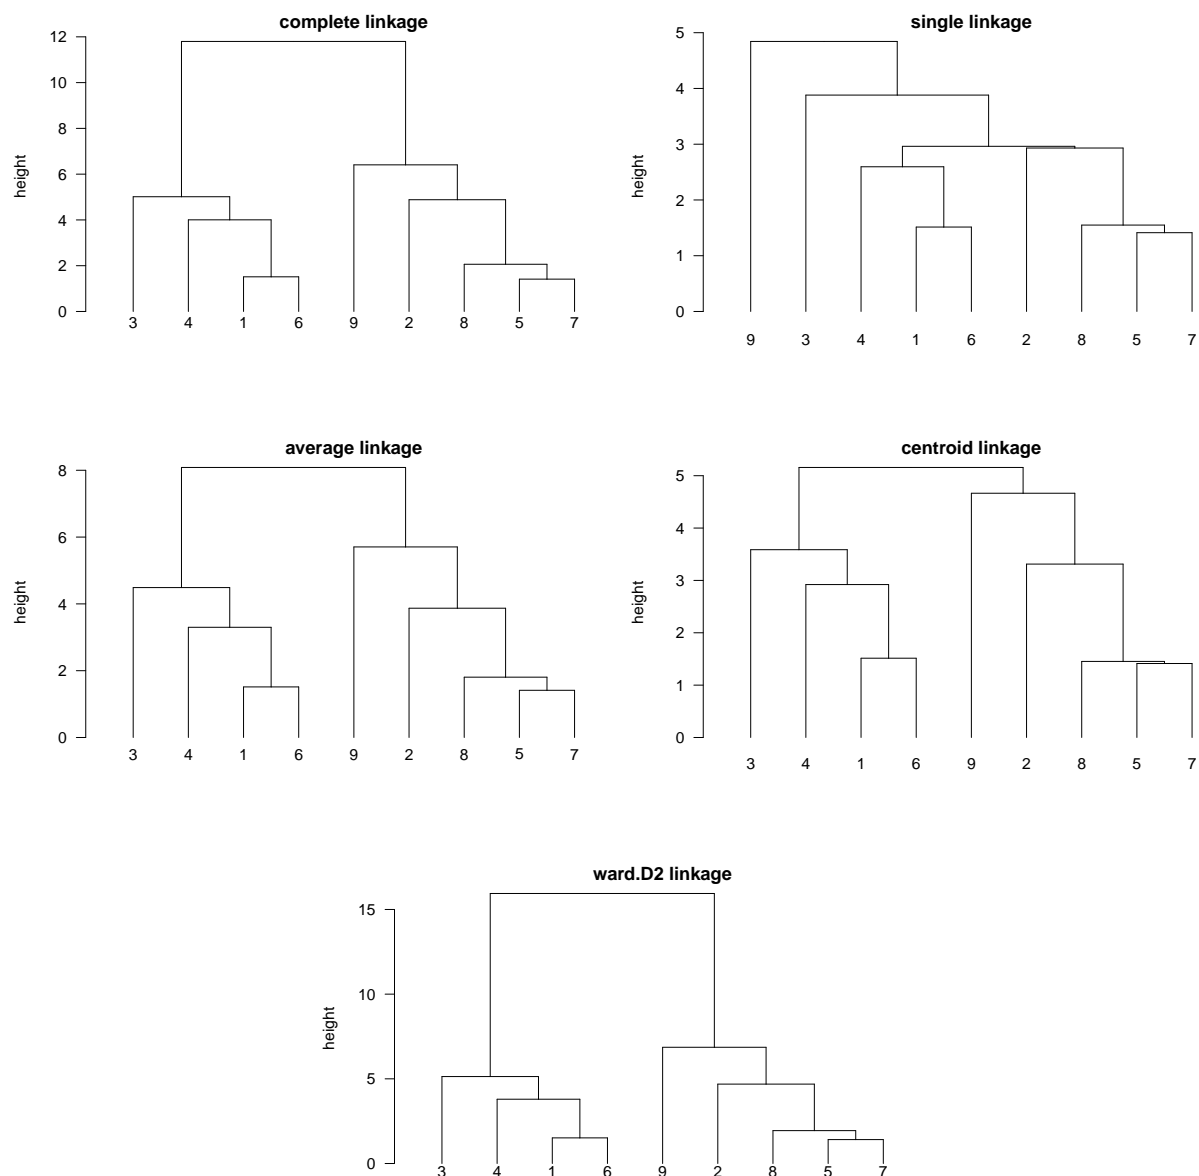 complete linkage
height
12
10
8
6
4
2
0
3 4 1 6 9 2 8 5 7
single linkage
height
5
4
3
2
1
0
9 3 4 1 6 2 8 5 7
average linkage
height
8
6
4
2
0
3 4 1 6 9 2 8 5 7
centroid linkage
height
5
4
3
2
1
0
3 4 1 6 9 2 8 5 7
ward.D2 linkage
height
15
10
5
0
3 4 1 6 9 2 8 5 7